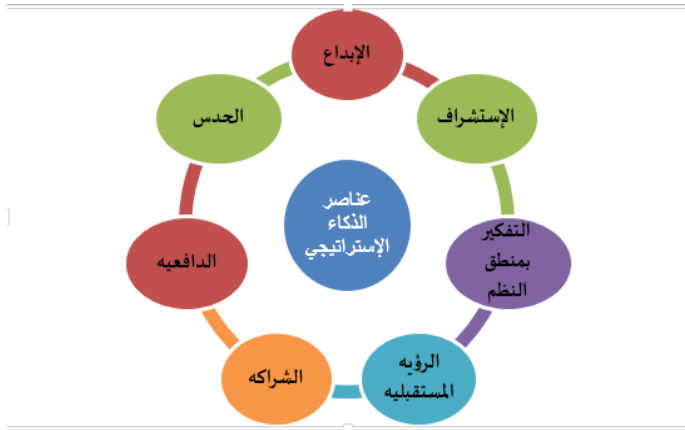 الإبداع
الإستشراف
التفكير
بمنطق
النظم
الرؤيه
المستقبليه
الشراكه
الدافعيه
الحدس
عناصر
الذكاء
الإستراتيجي